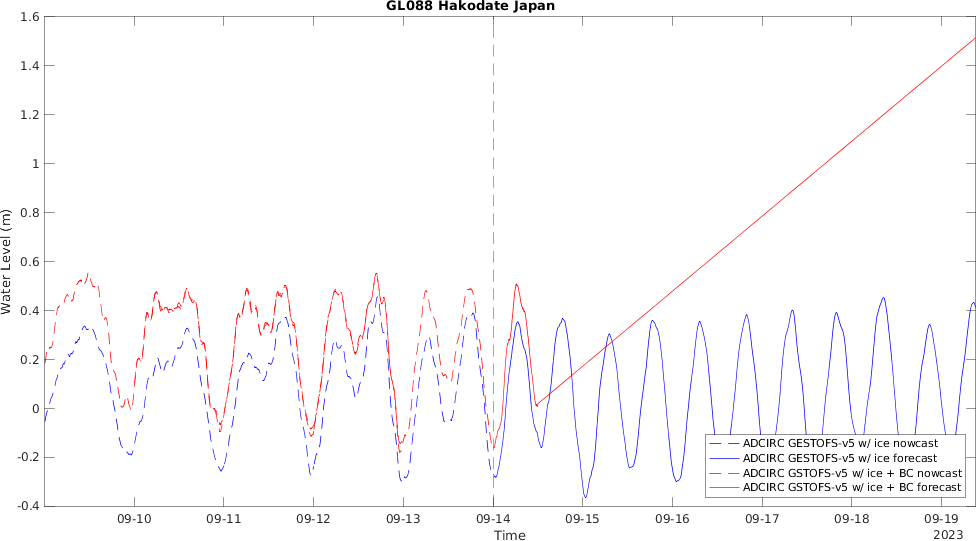 GL088 Hakodate Japan
1.6
1.4
1.2
1
0.8
0.6
0.4
0.2
0
-0.2
-0.4
Water Level (m)
ADCIRC GESTOFS-v5 w/ ice nowcast
ADCIRC GESTOFS-v5 w/ ice forecast
ADCIRC GSTOFS-v5 w/ ice + BC nowcast
ADCIRC GSTOFS-v5 w/ ice + BC forecast
09-10 09-11 09-12 09-13 09-14 09-15 09-16 09-17 09-18 09-19
Time
2023